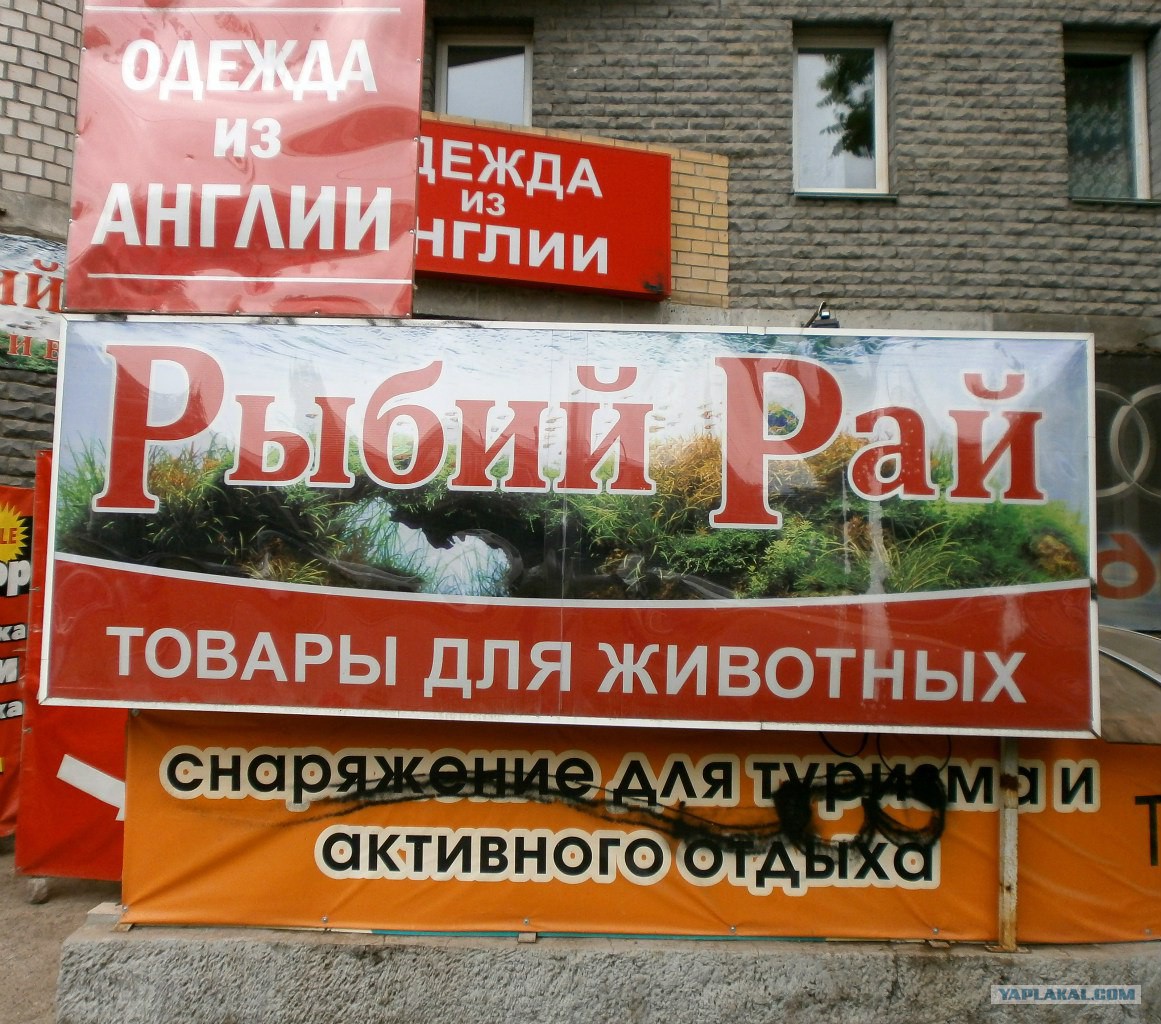 ОДЕЖДА
ИЗ
АНГЛИИ
ДЕЖДА
ИЗ
НГЛИИ
Рыбий Рай
ТОВАРЫ ДЛЯ ЖИВОТНЫХ
снаряжение для туризма и
активного отдыха
YAPLAKAL.COM